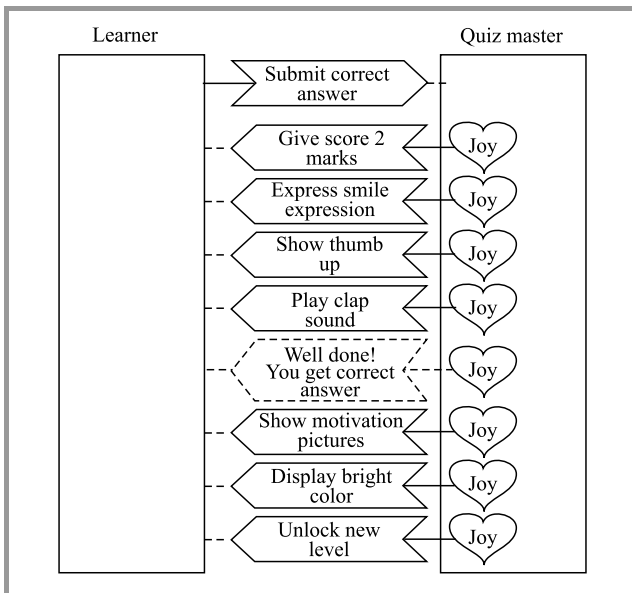 Learner
Quiz master
Submit correct
answer
Give score 2
marks
Joy
Express smile
expression
Joy
Show thumb
up
Joy
Play clap
sound
Joy
Well done!
You get correct
answer
Joy
Show motivation
pictures
Joy
Display bright
color
Joy
Unlock new
level
Joy